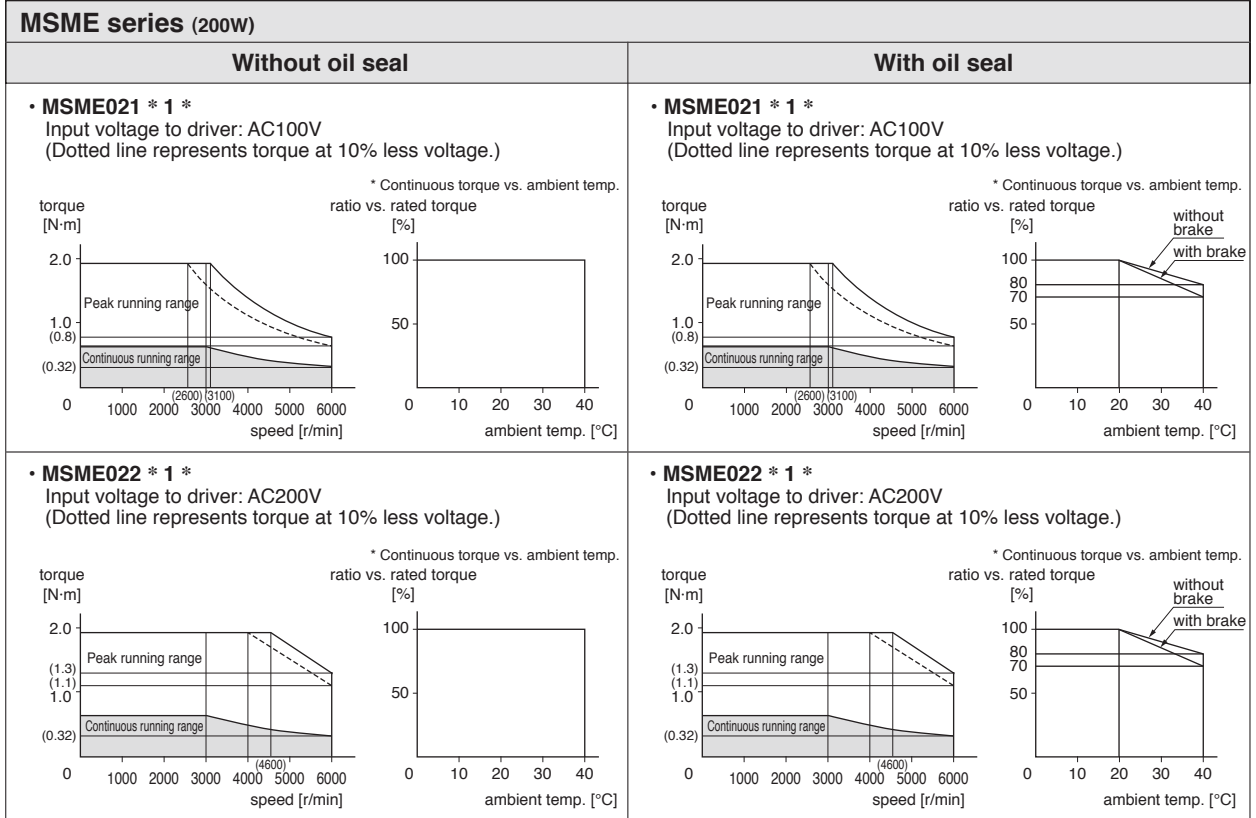 MSME series (200W)
Without oil seal
With oil seal
・MSME021 * 1 *
Input voltage to driver: AC100V
(Dotted line represents torque at 10% less voltage.)
* Continuous torque vs. ambient temp.
torque
[N·m]
ratio vs. rated torque
[%]
2.0
1.0
(0.8)
(0.32)
Peak running range
Continuous running range
(2600) (3100)
0 1000 2000 3000 4000 5000 6000
speed [r/min]
100
50
0 10 20 30 40
ambient temp. [°C]
・MSME021 * 1 *
Input voltage to driver: AC100V
(Dotted line represents torque at 10% less voltage.)
* Continuous torque vs. ambient temp.
torque
[N·m]
ratio vs. rated torque
[%]
without
brake
with brake
2.0
1.0
(0.8)
(0.32)
Peak running range
Continuous running range
(2600) (3100)
0 1000 2000 3000 4000 5000 6000
speed [r/min]
100
80
70
50
0 10 20 30 40
ambient temp. [°C]
・MSME022 * 1 *
Input voltage to driver: AC200V
(Dotted line represents torque at 10% less voltage.)
* Continuous torque vs. ambient temp.
torque
[N·m]
ratio vs. rated torque
[%]
2.0
(1.3)
(1.1)
1.0
(0.32)
Peak running range
Continuous running range
(4600)
0 1000 2000 3000 4000 5000 6000
speed [r/min]
100
50
0 10 20 30 40
ambient temp. [°C]
・MSME022 * 1 *
Input voltage to driver: AC200V
(Dotted line represents torque at 10% less voltage.)
* Continuous torque vs. ambient temp.
torque
[N·m]
ratio vs. rated torque
[%]
without
brake
with brake
2.0
(1.3)
(1.1)
1.0
(0.32)
Peak running range
Continuous running range
(4600)
0 1000 2000 3000 4000 5000 6000
speed [r/min]
100
80
70
50
0 10 20 30 40
ambient temp. [°C]